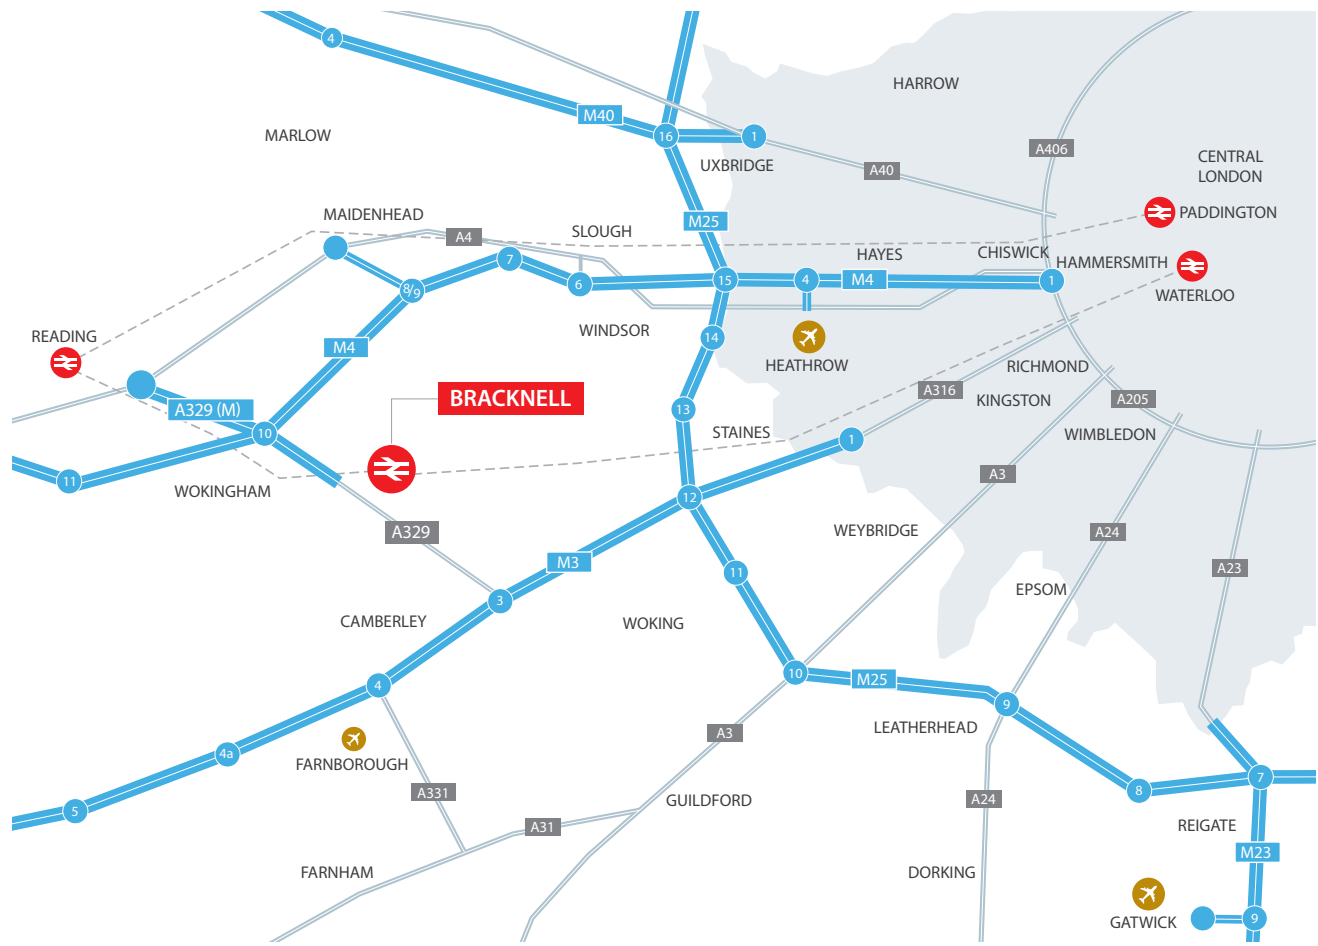 4
M40
HARROW
MARLOW
16
1
UXBRIDGE
A406
A40
CENTRAL
LONDON
MAIDENHEAD
A4
SLOUGH
M25
PADDINGTON
7
HAYES
CHISWICK
HAMMERSMITH
8/9
6
15
4
M4
1
WATERLOO
READING
M4
WINDSOR
14
HEATHROW
RICHMOND
A329 (M)
BRACKNELL
13
A316
KINGSTON
A205
10
STAINES
1
WIMBLEDON
11
WOKINGHAM
12
A3
A329
WEYBRIDGE
A24
M3
11
A23
3
EPSOM
CAMBERLEY
WOKING
4
10
M25
9
LEATHERHEAD
4a
FARNBOROUGH
A3
7
5
A331
GUILDFORD
A24
8
A31
REIGATE
M23
FARNHAM
DORKING
GATWICK
9